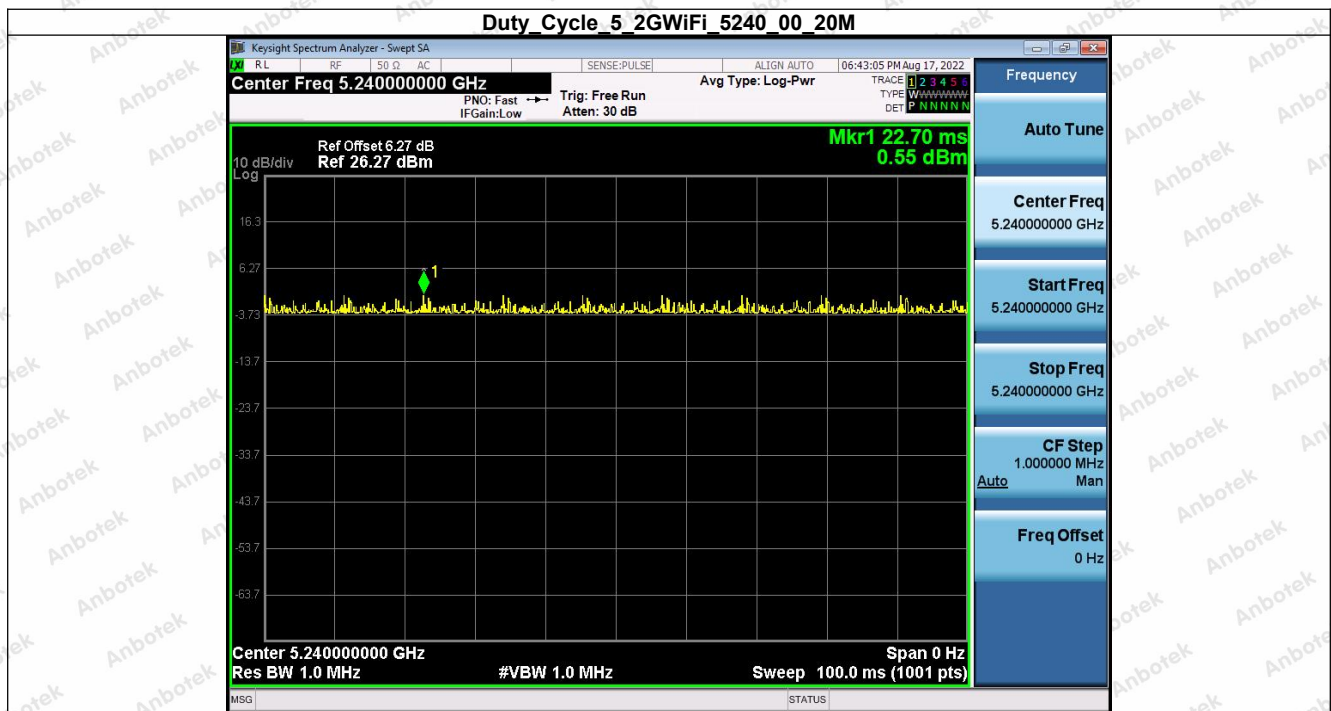 Duty_Cycle_5_2GWiFi_5240_00_20M
Keysight Spectrum Analyzer - Swept SA
LXI RL RF 50 Ω AC SENSE:PULSE ALIGN AUTO 06:43:05 PM Aug 17, 2022
Center Freq 5.240000000 GHz
PNO: Fast
IFGain:Low
Trig: Free Run
Atten: 30 dB
Avg Type: Log-Pwr
TRACE 1 2 3 4 5 6
TYPE WWWWWW
DET P N N N N N
Ref Offset 6.27 dB
10 dB/div Ref 26.27 dBm
Log
Mkr1 22.70 ms
0.55 dBm
16.3
6.27
1
-3.73
-13.7
-23.7
-33.7
-43.7
-53.7
-63.7
Center 5.240000000 GHz Span 0 Hz
Res BW 1.0 MHz #VBW 1.0 MHz Sweep 100.0 ms (1001 pts)
MSG STATUS
Frequency
Auto Tune
Center Freq
5.240000000 GHz
Start Freq
5.240000000 GHz
Stop Freq
5.240000000 GHz
CF Step
1.000000 MHz
Auto Man
Freq Offset
0 Hz
Anbotek